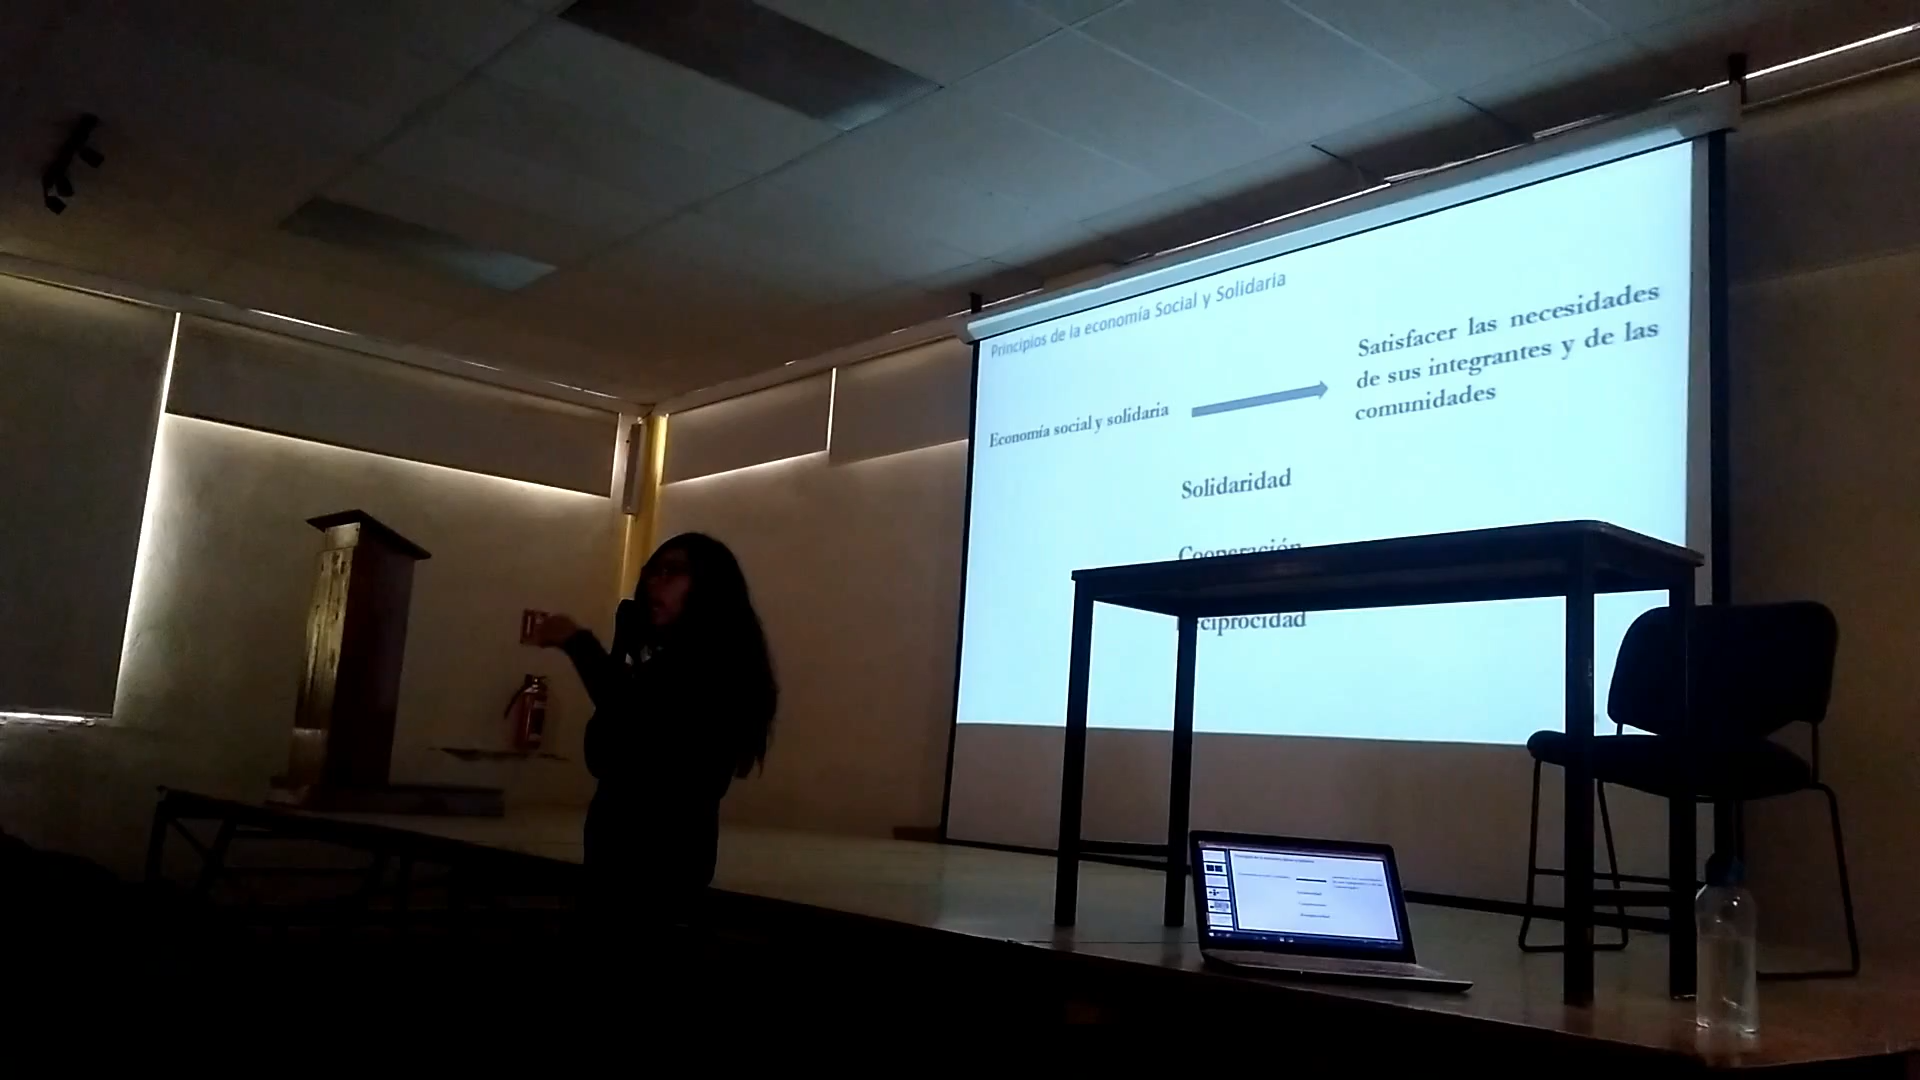 Principios de la economía Social y Solidaria
Economía social y solidaria
Satisfacer las necesidades
de sus integrantes y de las
comunidades
Solidaridad
Cooperación